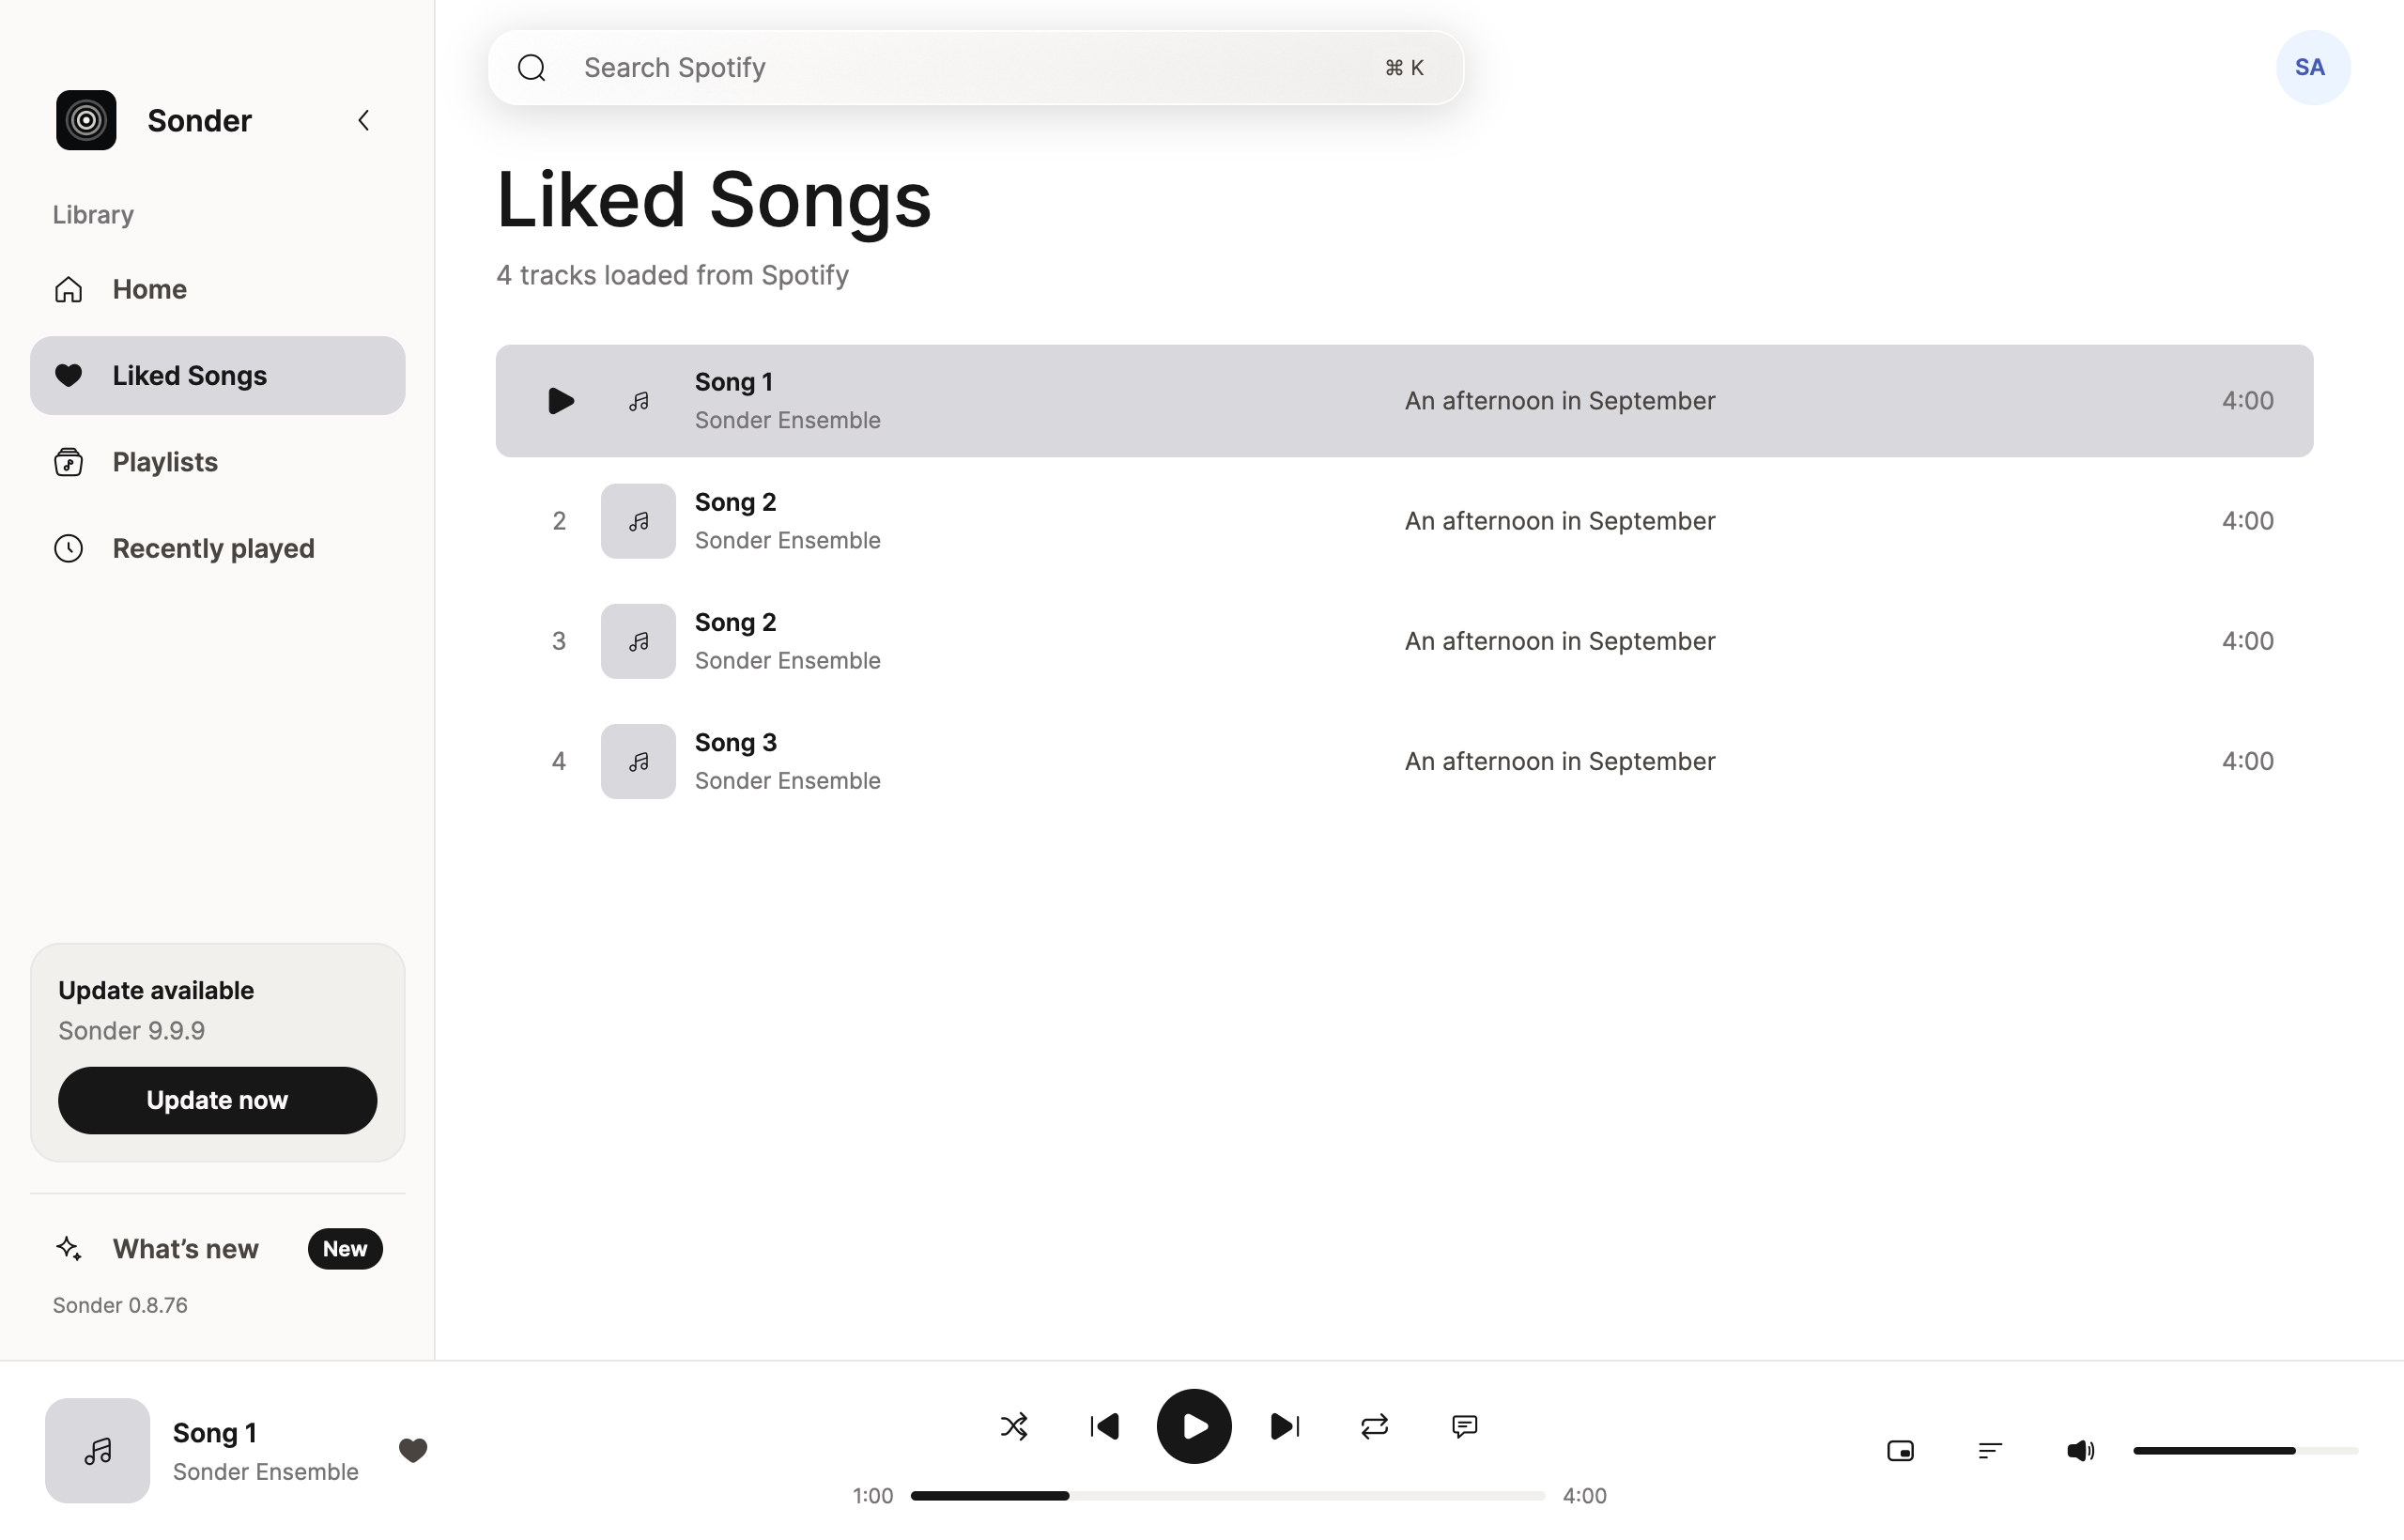 Sonder
Library
Home
Liked Songs
Playlists
Recently played
Update available
Sonder 9.9.9
Update now
What’s new New
Sonder 0.8.76
Search Spotify ⌘ K
SA
Liked Songs
4 tracks loaded from Spotify
Song 1
Sonder Ensemble
An afternoon in September
4:00
2
Song 2
Sonder Ensemble
An afternoon in September
4:00
3
Song 2
Sonder Ensemble
An afternoon in September
4:00
4
Song 3
Sonder Ensemble
An afternoon in September
4:00
Song 1
Sonder Ensemble
1:00
4:00